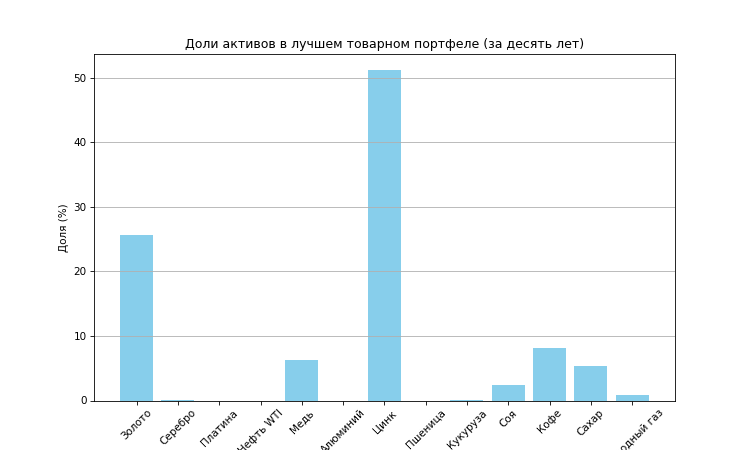 Доли активов в лучшем товарном портфеле (за десять лет)
Доля (%)
50
40
30
20
10
0
Золото
Серебро
Платина
Нефть WTI
Медь
Алюминий
Цинк
Пшеница
Кукуруза
Соя
Кофе
Сахар
одный газ